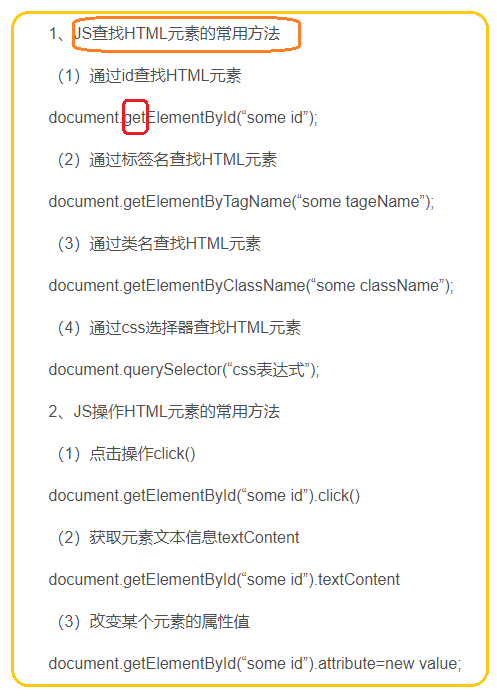 1、JS查找HTML元素的常用方法
（1）通过id查找HTML元素
document.getElementById(“some id”);
（2）通过标签名查找HTML元素
document.getElementByTagName(“some tageName”);
（3）通过类名查找HTML元素
document.getElementByClassName(“some className”);
（4）通过css选择器查找HTML元素
document.querySelector(“css表达式”);
2、JS操作HTML元素的常用方法
（1）点击操作click()
document.getElementById(“some id”).click()
（2）获取元素文本信息textContent
document.getElementById(“some id”).textContent
（3）改变某个元素的属性值
document.getElementById(“some id”).attribute=new value;